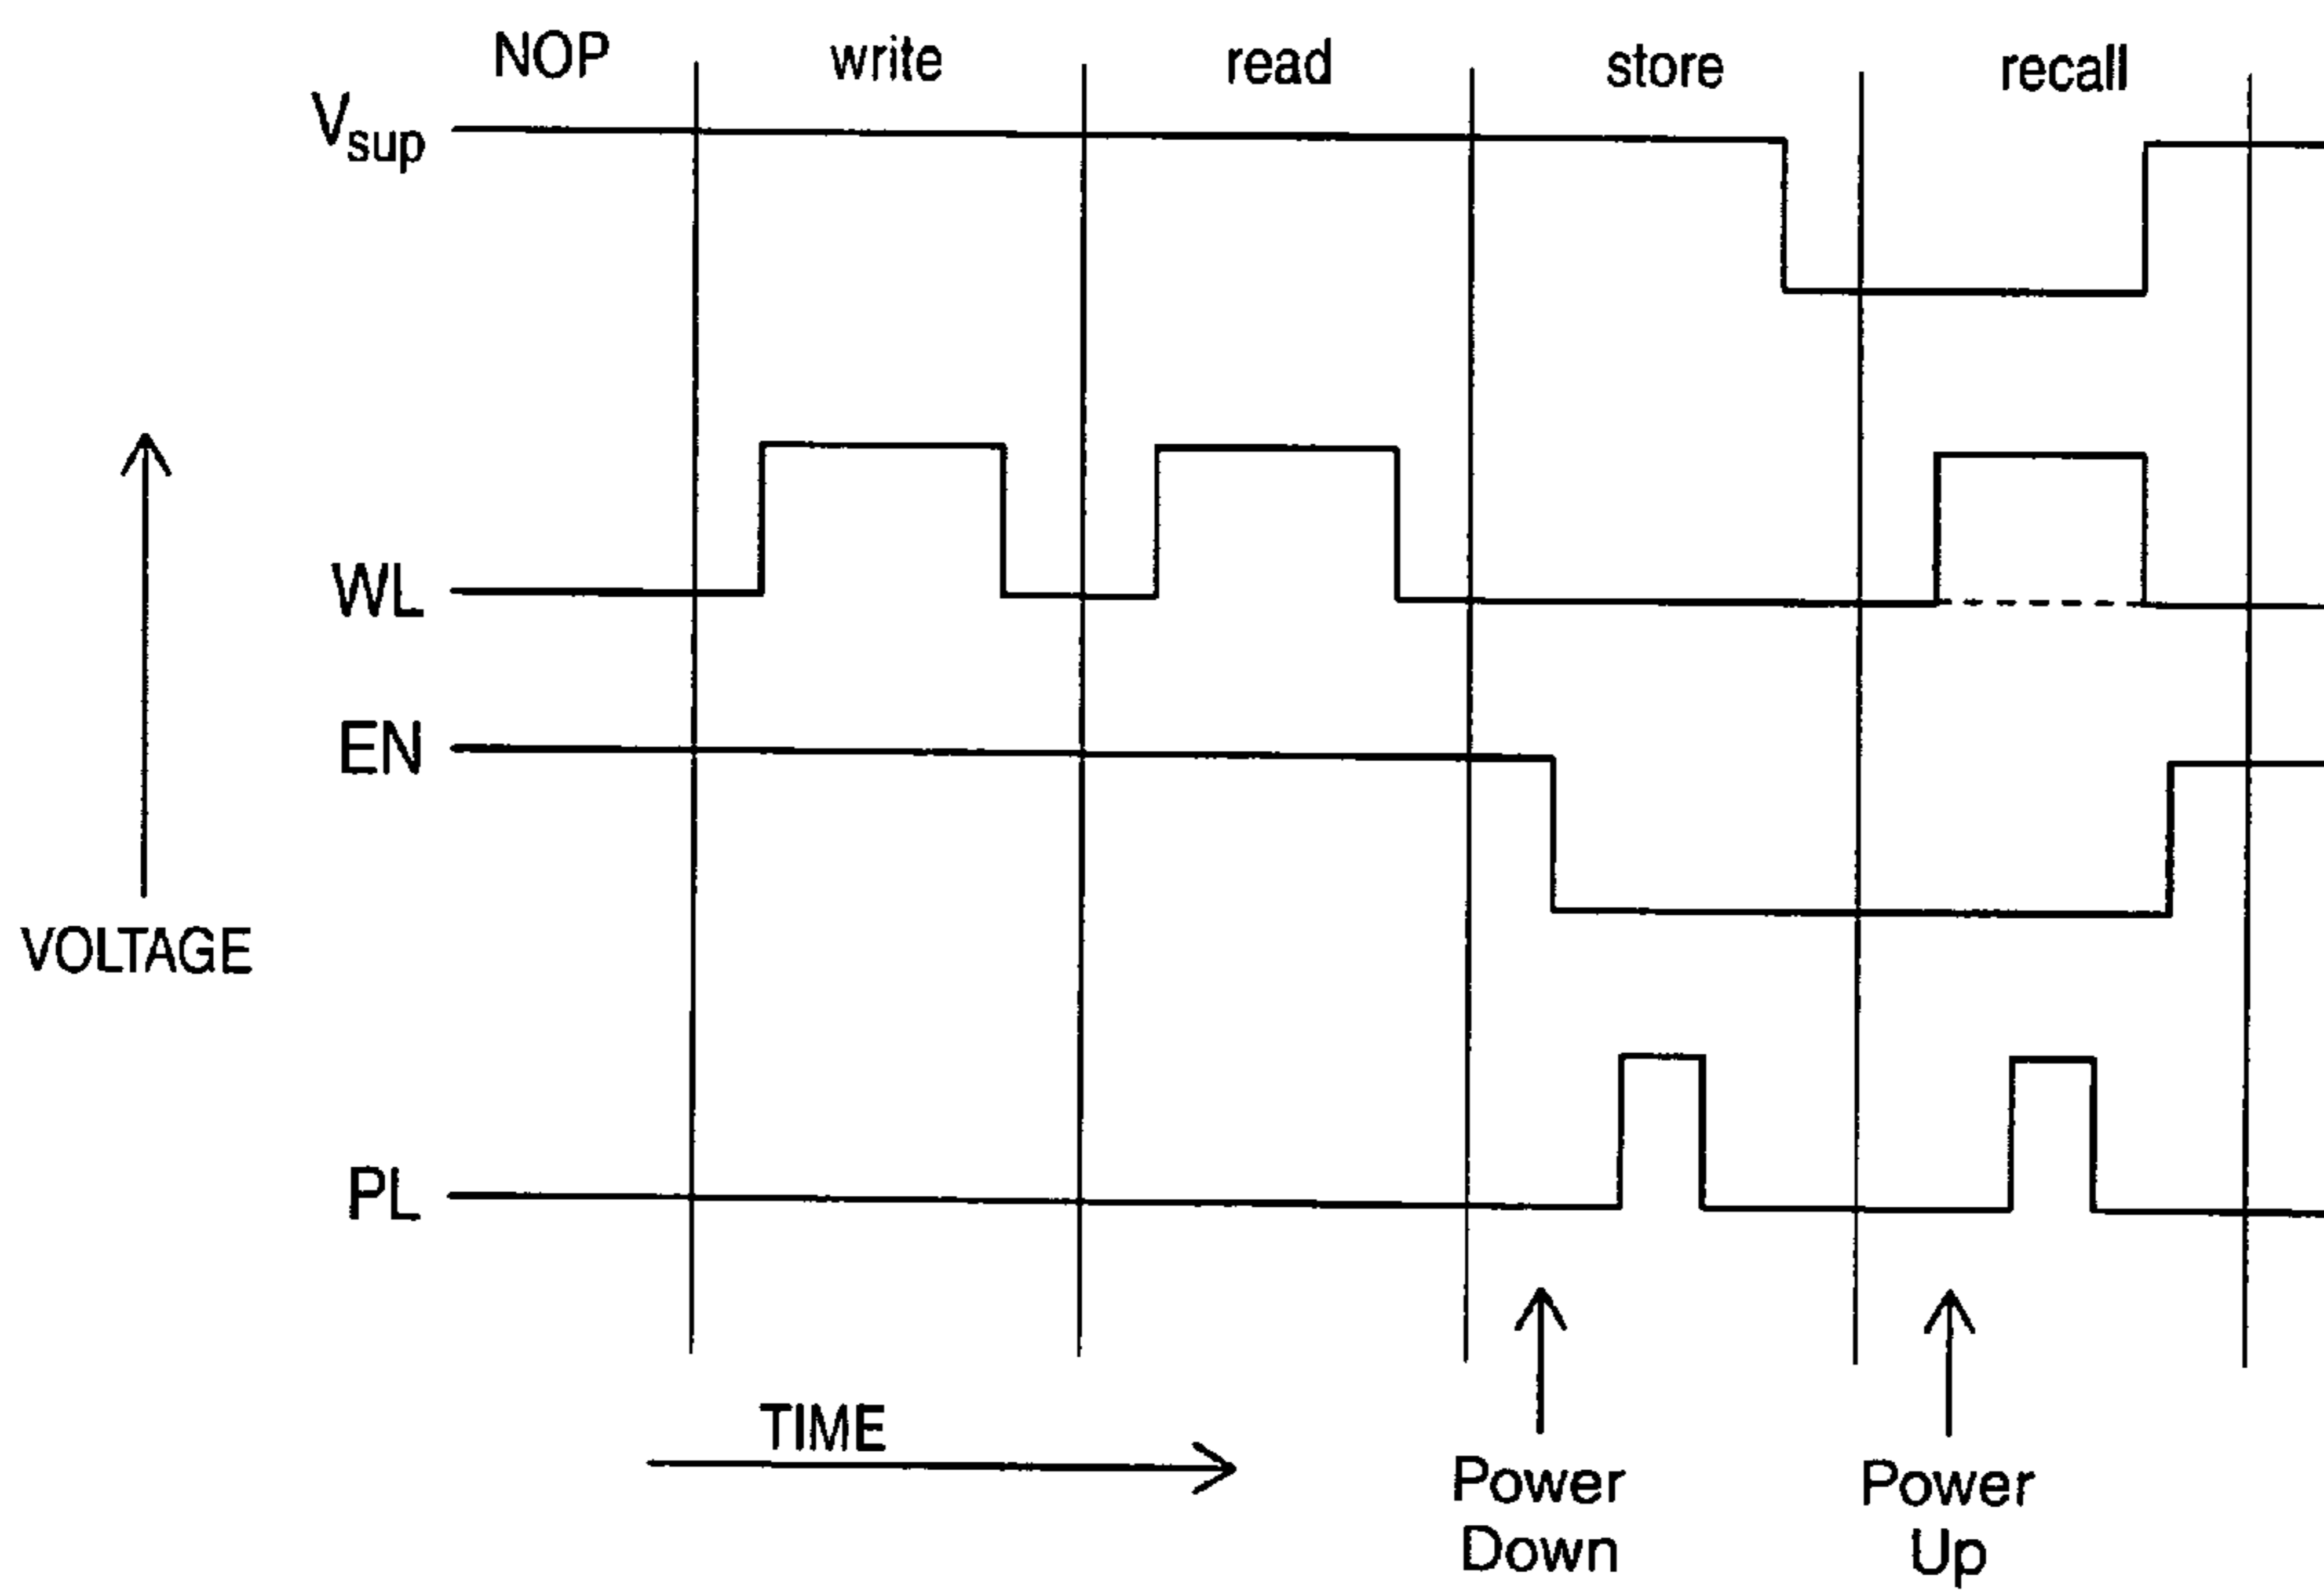 NOP write read store recall
Vsup
WL
EN
VOLTAGE
PL
TIME
Power Down
Power Up